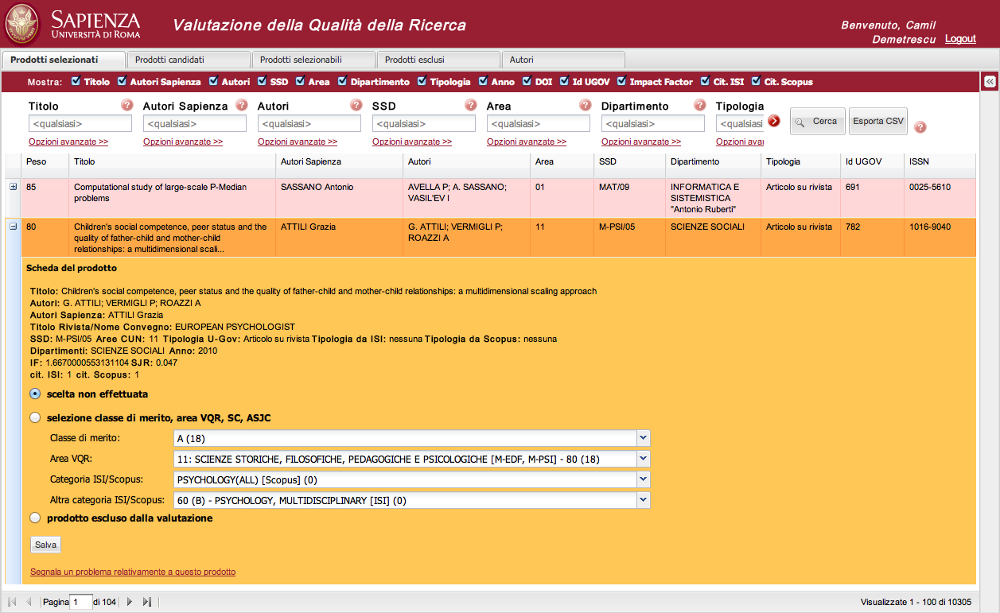 SAPIENZA
UNIVERSITÀ DI ROMA
Valutazione della Qualità della Ricerca
Benvenuto, Camil
Demetrescu Logout
Prodotti selezionati Prodotti candidati Prodotti selezionabili Prodotti esclusi Autori
Mostra: Titolo Autori Sapienza Autori SSD Area Dipartimento Tipologia Anno DOI Id UGOV Impact Factor Cit. ISI Cit. Scopus
Titolo ? Autori Sapienza ? Autori ? SSD ? Area ? Dipartimento ? Tipologia
<qualsiasi> <qualsiasi> <qualsiasi> <qualsiasi> <qualsiasi> <qualsiasi> <qualsiasi Cerca Esporta CSV ?
Opzioni avanzate >> Opzioni avanzate >> Opzioni avanzate >> Opzioni avanzate >> Opzioni avanzate >> Opzioni avanzate >> Opzioni avai
Peso Titolo Autori Sapienza Autori Area SSD Dipartimento Tipologia Id UGOV ISSN
85 Computational study of large-scale P-Median SASSANO Antonio AVELLA P; A. SASSANO; 01 MAT/09 INFORMATICA E Articolo su rivista 691 0025-5610
problems VASIL'EV I SISTEMISTICA
"Antonio Ruberti"
80 Children's social competence, peer status and the ATTILI Grazia G. ATTILI; VERMIGLI P; 11 M-PSI/05 SCIENZE SOCIALI Articolo su rivista 782 1016-9040
quality of father-child and mother-child ROAZZI A
relationships: a multidimensional scali...
Scheda del prodotto
Titolo: Children's social competence, peer status and the quality of father-child and mother-child relationships: a multidimensional scaling approach
Autori: G. ATTILI; VERMIGLI P; ROAZZI A
Autori Sapienza: ATTILI Grazia
Titolo Rivista/Nome Convegno: EUROPEAN PSYCHOLOGIST
SSD: M-PSI/05 Aree CUN: 11 Tipologia U-Gov: Articolo su rivista Tipologia da ISI: nessuna Tipologia da Scopus: nessuna
Dipartimenti: SCIENZE SOCIALI Anno: 2010
IF: 1.6670000553131104 SJR: 0.047
cit. ISI: 1 cit. Scopus: 1
scelta non effettuata
selezione classe di merito, area VQR, SC, ASJC
Classe di merito: A (18)
Area VQR: 11: SCIENZE STORICHE, FILOSOFICHE, PEDAGOGICHE E PSICOLOGICHE [M-EDF, M-PSI] - 80 (18)
Categoria ISI/Scopus: PSYCHOLOGY(ALL) [Scopus] (0)
Altra categoria ISI/Scopus: 60 (B) - PSYCHOLOGY, MULTIDISCIPLINARY [ISI] (0)
prodotto escluso dalla valutazione
Salva
Segnala un problema relativamente a questo prodotto
Pagina 1 di 104 Visualizzate 1 - 100 di 10305